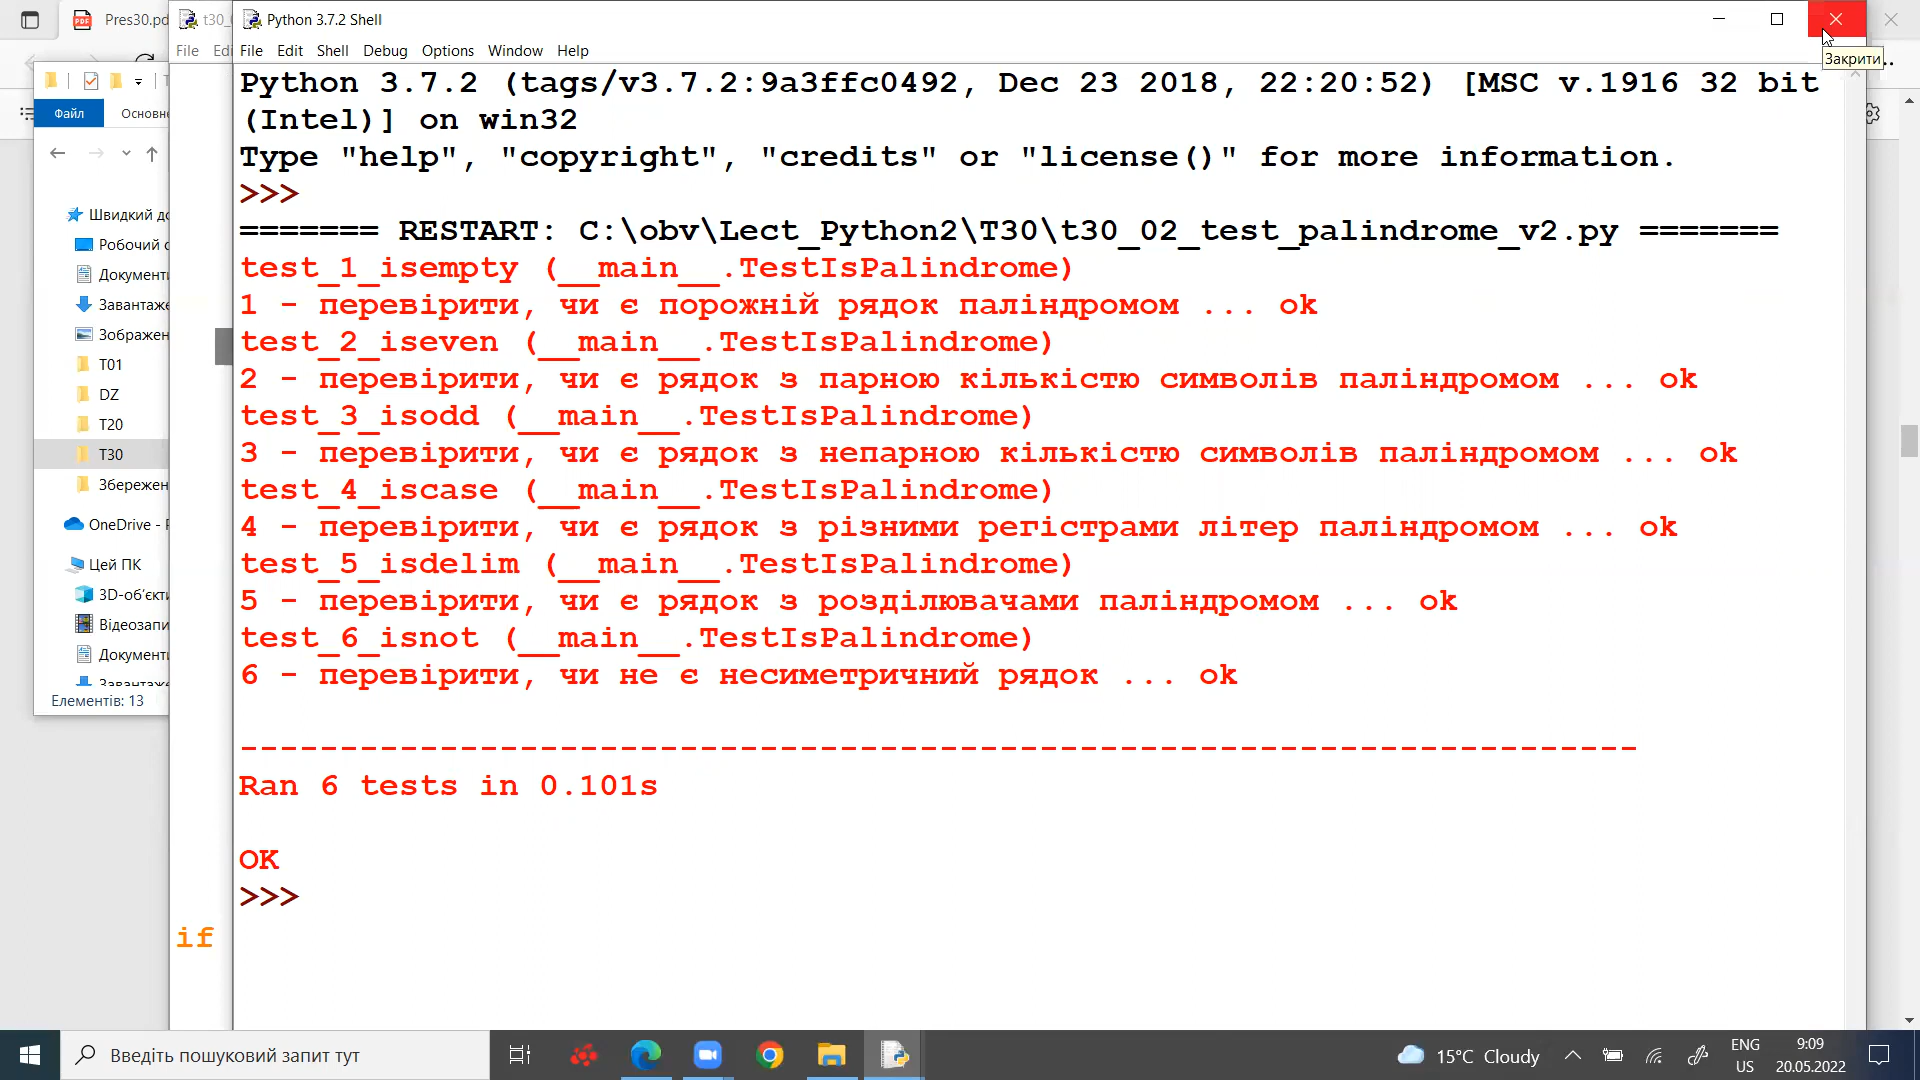 Pres30.pd
t30_
Python 3.7.2 Shell
File
Edi
File Edit Shell Debug Options Window Help
Закрити
Файл
Основн
Швидкий до
Робочий с
Документи
Завантаже
Зображен
T01
DZ
T20
T30
Збережен
OneDrive - P
Цей ПК
3D-об'єкти
Відеозапи
Документи
Завантаже
Елементів: 13
Python 3.7.2 (tags/v3.7.2:9a3ffc0492, Dec 23 2018, 22:20:52) [MSC v.1916 32 bit
(Intel)] on win32
Type "help", "copyright", "credits" or "license()" for more information.
>>>
======= RESTART: C:\obv\Lect_Python2\T30\t30_02_test_palindrome_v2.py =======
test_1_isempty (__main__.TestIsPalindrome)
1 - перевірити, чи є порожній рядок паліндромом ... ok
test_2_iseven (__main__.TestIsPalindrome)
2 - перевірити, чи є рядок з парною кількістю символів паліндромом ... ok
test_3_isodd (__main__.TestIsPalindrome)
3 - перевірити, чи є рядок з непарною кількістю символів паліндромом ... ok
test_4_iscase (__main__.TestIsPalindrome)
4 - перевірити, чи є рядок з різними регістрами літер паліндромом ... ok
test_5_isdelim (__main__.TestIsPalindrome)
5 - перевірити, чи є рядок з розділювачами паліндромом ... ok
test_6_isnot (__main__.TestIsPalindrome)
6 - перевірити, чи не є несиметричний рядок ... ok
----------------------------------------------------------------------
Ran 6 tests in 0.101s
OK
>>>
if
Введіть пошуковий запит тут
15°C Cloudy
ENG
US
9:09
20.05.2022